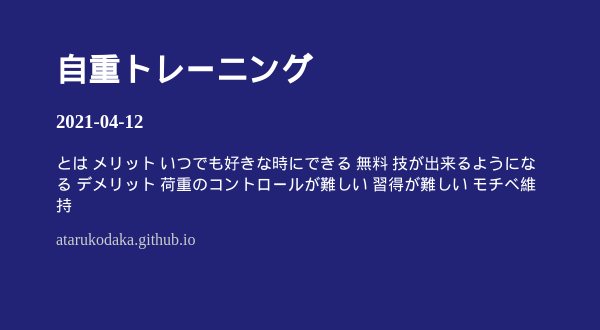 自重トレーニング
2021-04-12
とは メリット いつでも好きな時にできる 無料 技が出来るようにな
る デメリット 荷重のコントロールが難しい 習得が難しい モチベ維
持
atarukodaka.github.io